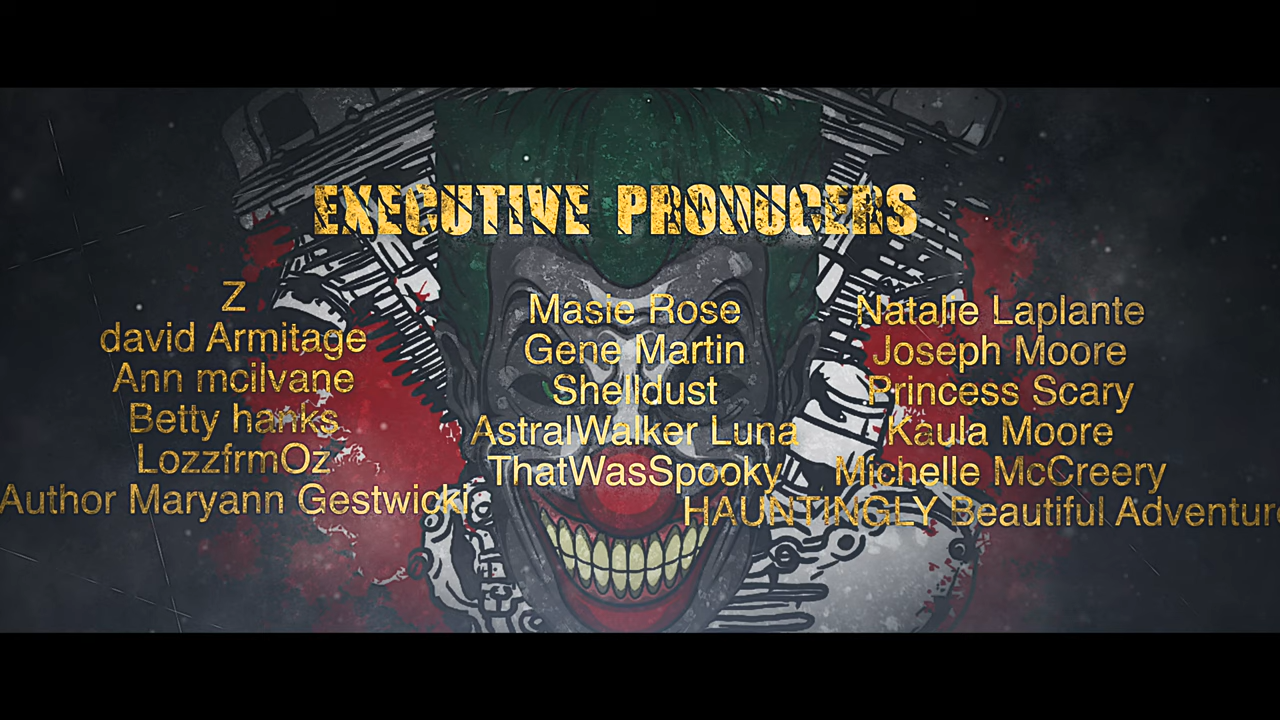 EXECUTIVE PRODUCERS
Z
david Armitage
Ann mcilvane
Betty hanks
LozzfrmOz
Author Maryann Gestwicki
Masie Rose
Gene Martin
Shelldust
AstralWalker Luna
ThatWasSpooky
Natalie Laplante
Joseph Moore
Princess Scary
Kaula Moore
Michelle McCreery
HAUNTINGLY Beautiful Adventure